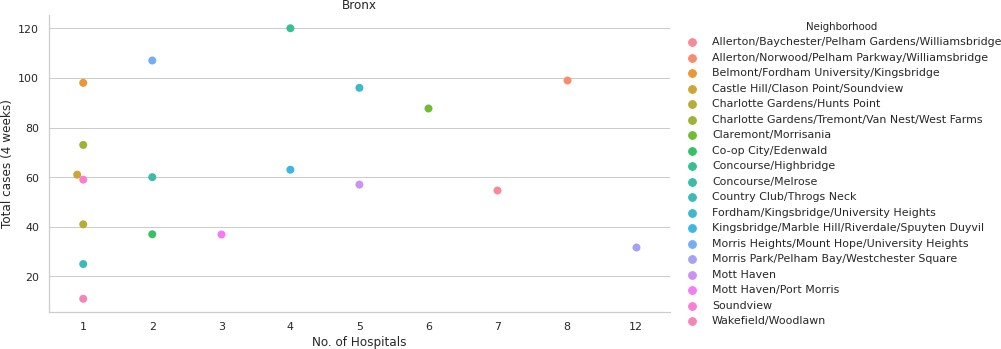 Bronx
120
100
80
60
40
20
Total cases (4 weeks)
1 2 3 4 5 6 7 8 12
No. of Hospitals
Neighborhood
Allerton/Baychester/Pelham Gardens/Williamsbridge
Allerton/Norwood/Pelham Parkway/Williamsbridge
Belmont/Fordham University/Kingsbridge
Castle Hill/Clason Point/Soundview
Charlotte Gardens/Hunts Point
Charlotte Gardens/Tremont/Van Nest/West Farms
Claremont/Morrisania
Co-op City/Edenwald
Concourse/Highbridge
Concourse/Melrose
Country Club/Throgs Neck
Fordham/Kingsbridge/University Heights
Kingsbridge/Marble Hill/Riverdale/Spuyten Duyvil
Morris Heights/Mount Hope/University Heights
Morris Park/Pelham Bay/Westchester Square
Mott Haven
Mott Haven/Port Morris
Soundview
Wakefield/Woodlawn